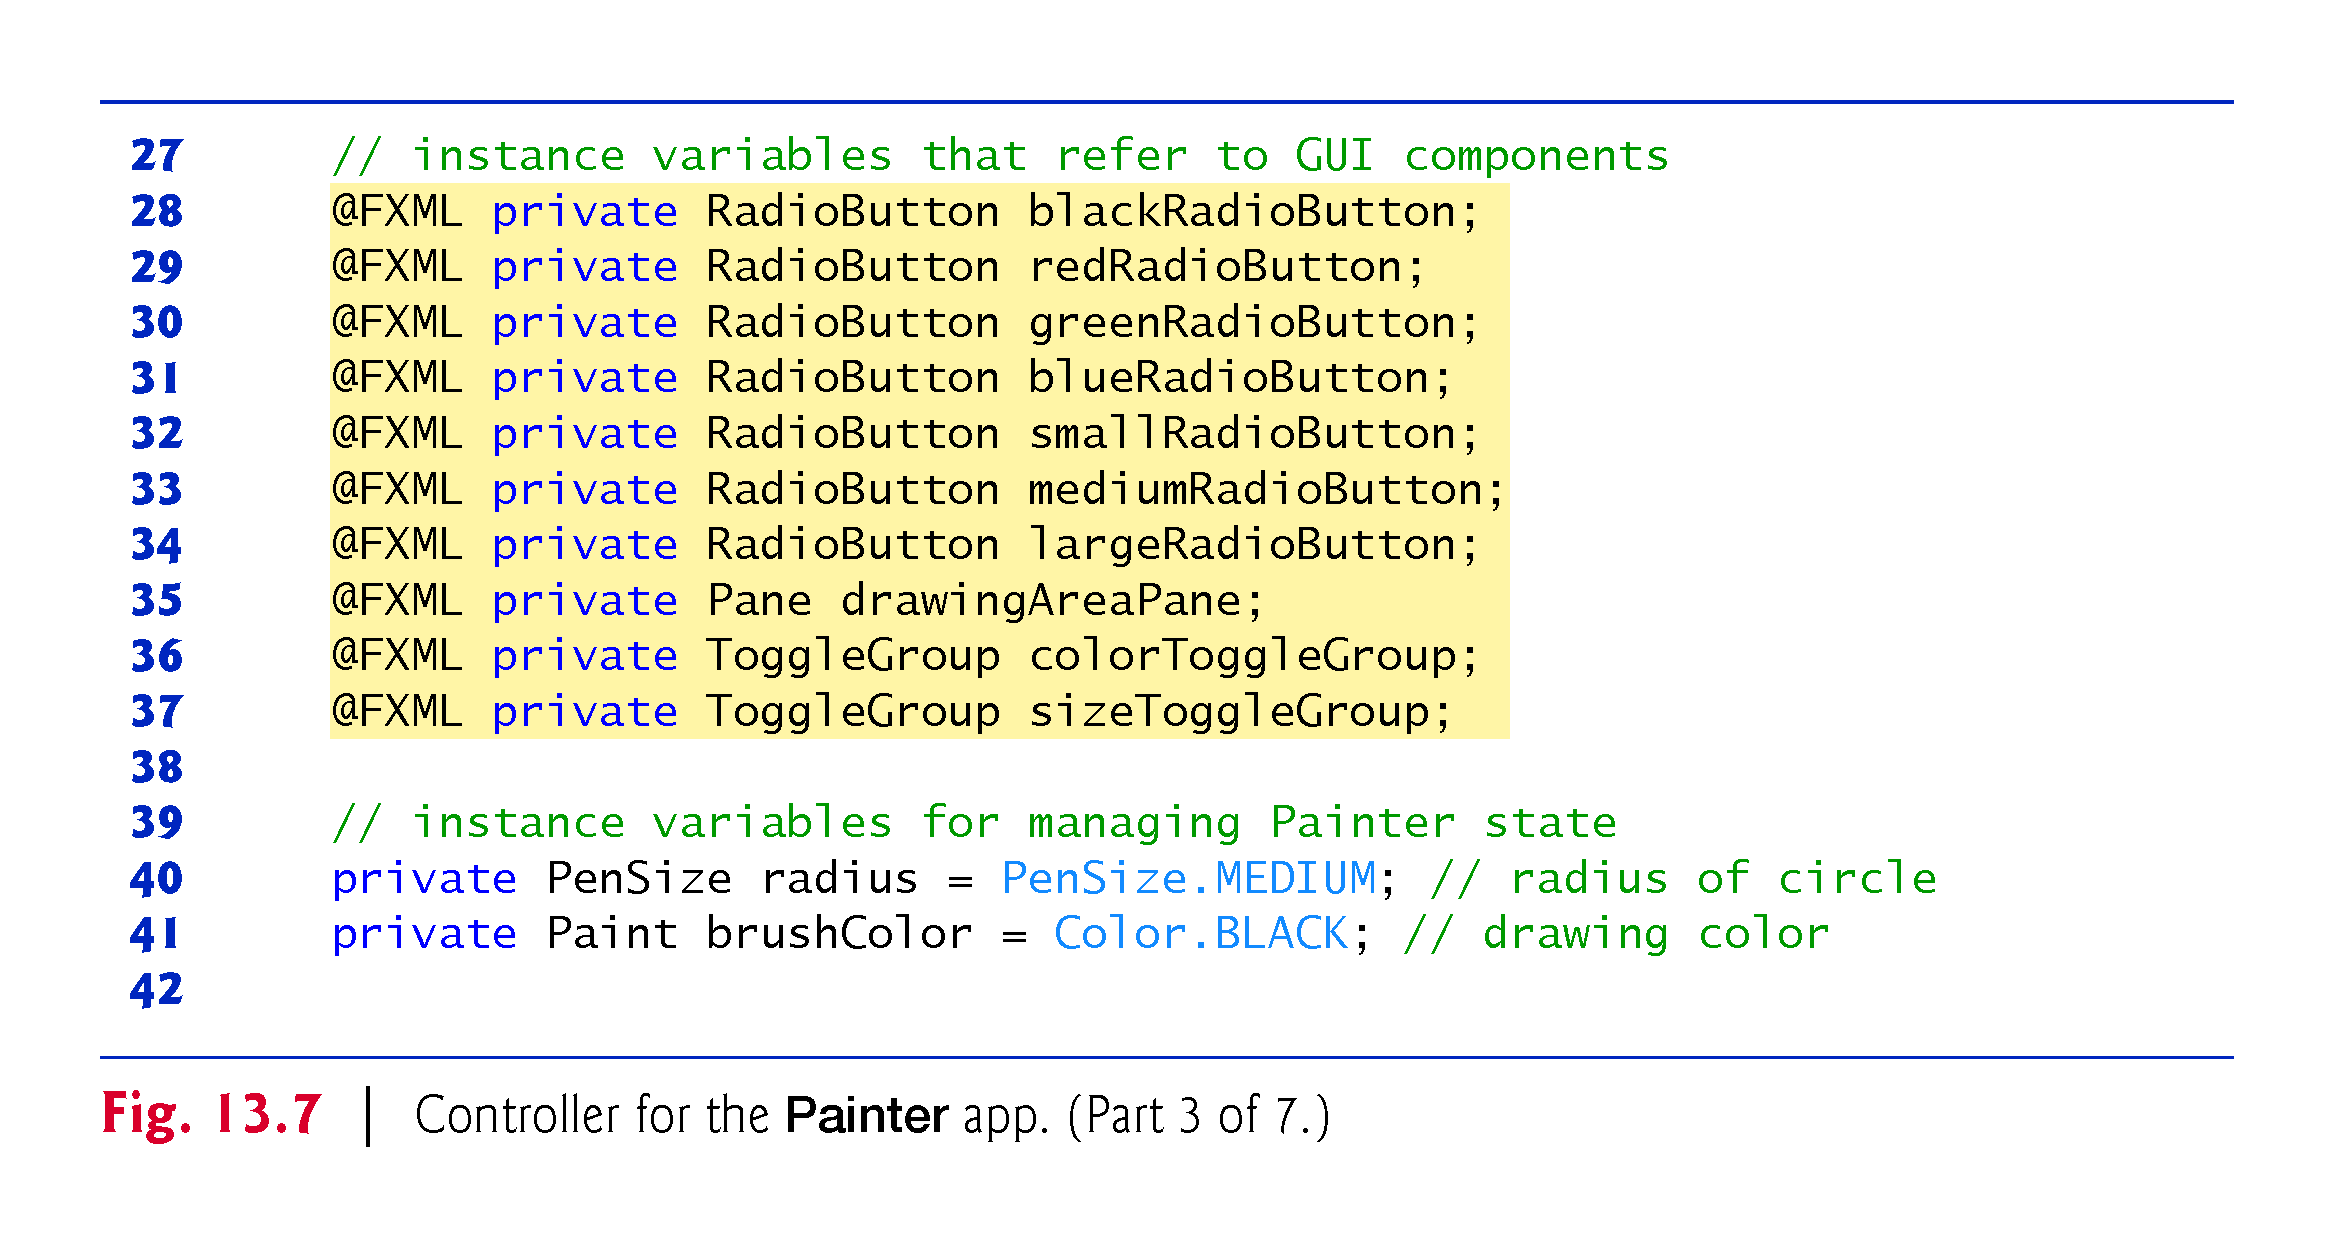 27 // instance variables that refer to GUI components
28 @FXML private RadioButton blackRadioButton;
29 @FXML private RadioButton redRadioButton;
30 @FXML private RadioButton greenRadioButton;
31 @FXML private RadioButton blueRadioButton;
32 @FXML private RadioButton smallRadioButton;
33 @FXML private RadioButton mediumRadioButton;
34 @FXML private RadioButton largeRadioButton;
35 @FXML private Pane drawingAreaPane;
36 @FXML private ToggleGroup colorToggleGroup;
37 @FXML private ToggleGroup sizeToggleGroup;
38
39 // instance variables for managing Painter state
40 private PenSize radius = PenSize.MEDIUM; // radius of circle
41 private Paint brushColor = Color.BLACK; // drawing color
42
Fig. 13.7 | Controller for the Painter app. (Part 3 of 7.)